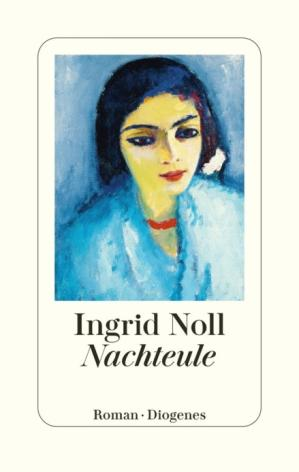 Ingrid Noll
Nachteule
Roman · Diogenes